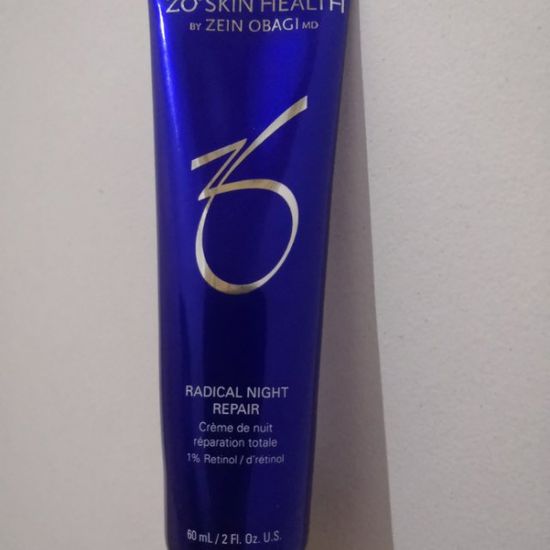 ZO® SKIN HEALTH
BY ZEIN OBAGI MD
RADICAL NIGHT
REPAIR
Crème de nuit
réparation totale
1% Retinol / d'rétinol
60 mL / 2 Fl. Oz. U.S.